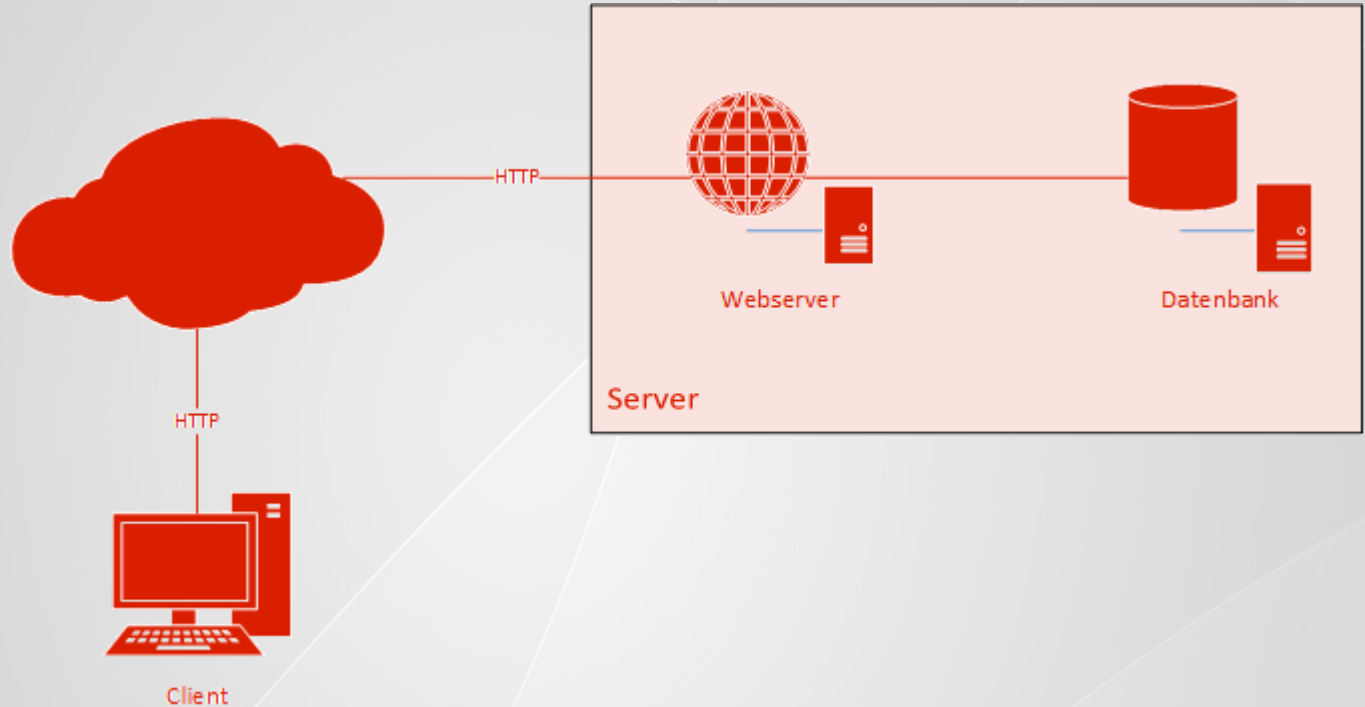 HTTP
Webserver
Datenbank
Server
HTTP
Client